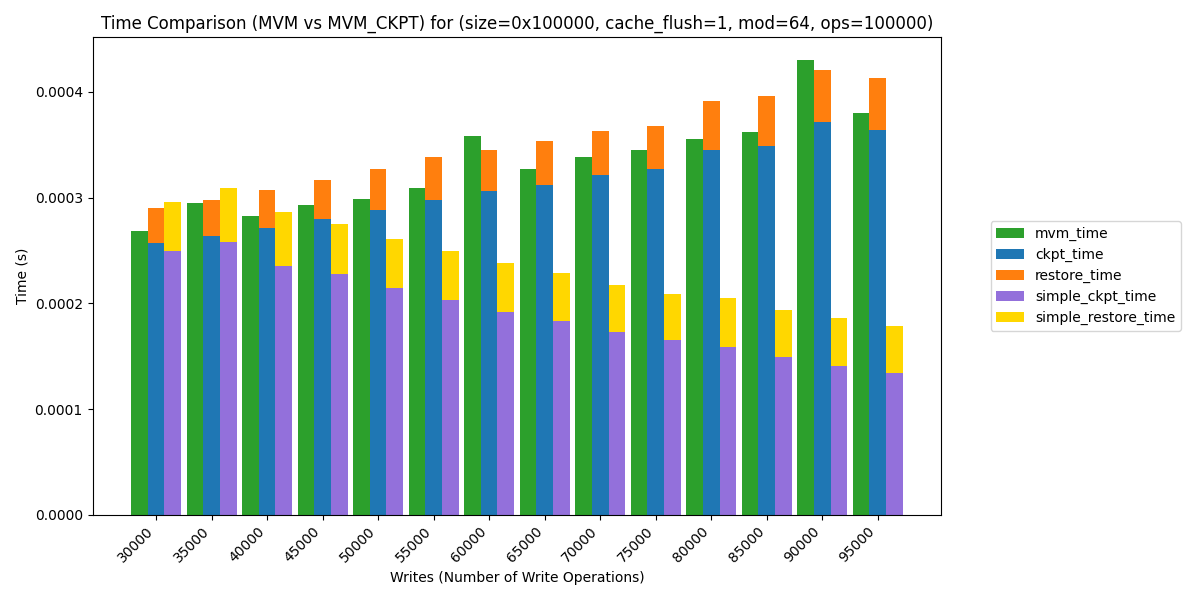 Time Comparison (MVM vs MVM_CKPT) for (size=0x100000, cache_flush=1, mod=64, ops=100000)
Time (s)
0.0004
0.0003
0.0002
0.0001
0.0000
30000
35000
40000
45000
50000
55000
60000
65000
70000
75000
80000
85000
90000
95000
Writes (Number of Write Operations)
mvm_time
ckpt_time
restore_time
simple_ckpt_time
simple_restore_time